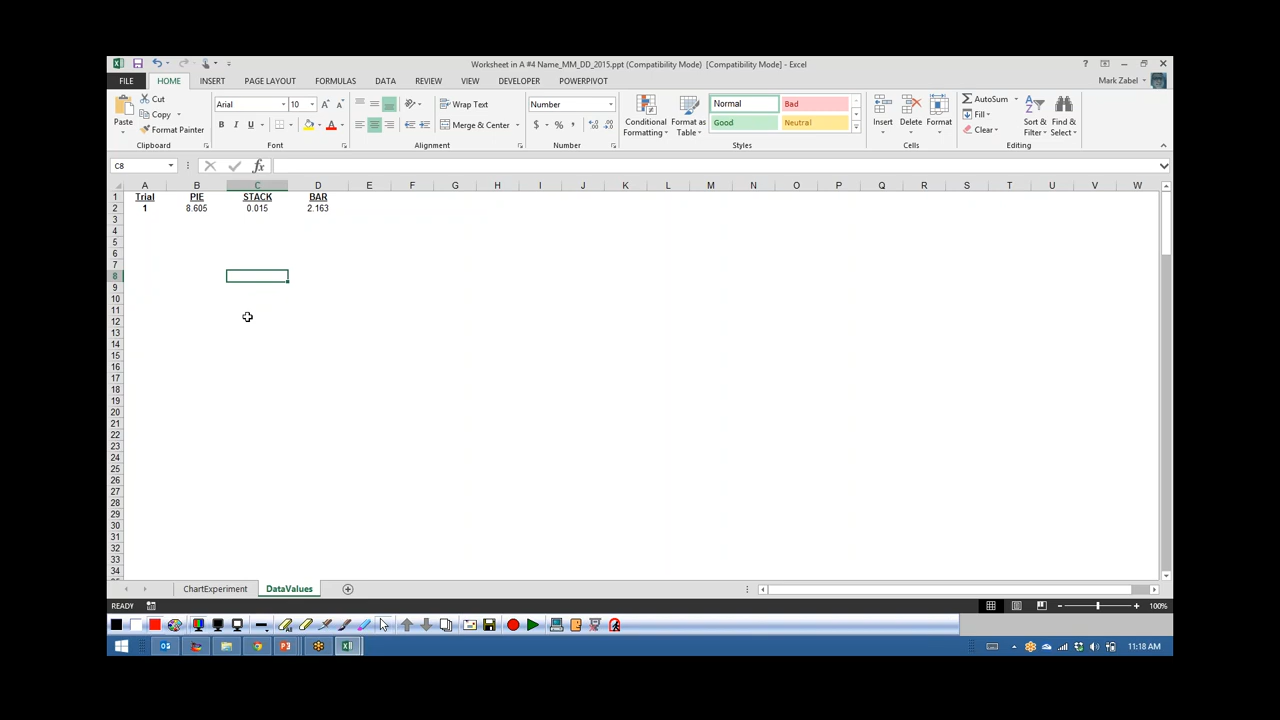 Worksheet in A #4 Name_MM_DD_2015.ppt (Compatibility Mode) [Compatibility Mode] - Excel
FILE HOME INSERT PAGE LAYOUT FORMULAS DATA REVIEW VIEW DEVELOPER POWERPIVOT Mark Zabel
Cut
Copy
Format Painter
Paste
Clipboard
Arial 10
B I U
Font
Wrap Text
Merge & Center
Alignment
Number
$ % ,
Number
Conditional Formatting
Format as Table
Normal Bad
Good Neutral
Styles
Insert Delete Format
Cells
AutoSum
Fill
Clear
Sort & Filter
Find & Select
Editing
C8 fx
A B C D E F G H I J K L M N O P Q R S T U V W
1 Trial PIE STACK BAR
2 1 8.605 0.015 2.163
3
4
5
6
7
8
9
10
11
12
13
14
15
16
17
18
19
20
21
22
23
24
25
26
27
28
29
30
31
32
33
34
ChartExperiment DataValues
READY 100%
11:18 AM